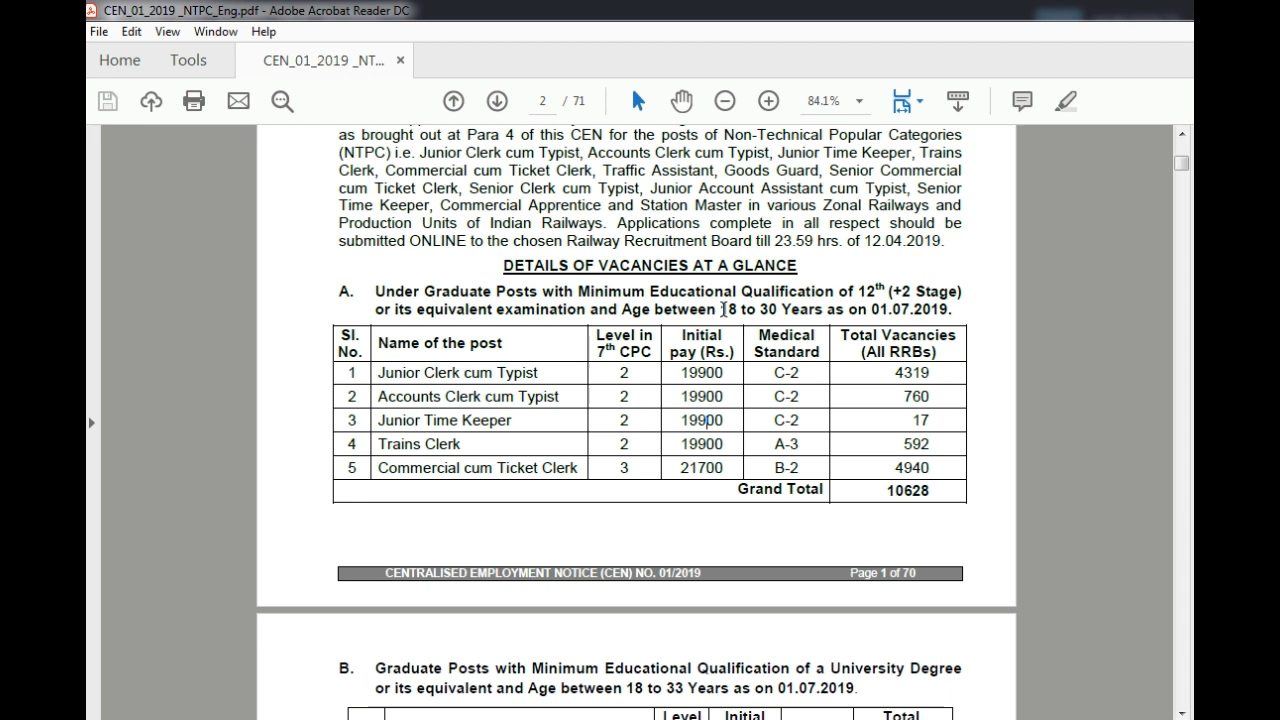 CEN_01_2019 _NTPC_Eng.pdf - Adobe Acrobat Reader DC
File Edit View Window Help
Home Tools CEN_01_2019 _NT... ×
2 / 71 84.1%
as brought out at Para 4 of this CEN for the posts of Non-Technical Popular Categories
(NTPC) i.e. Junior Clerk cum Typist, Accounts Clerk cum Typist, Junior Time Keeper, Trains
Clerk, Commercial cum Ticket Clerk, Traffic Assistant, Goods Guard, Senior Commercial
cum Ticket Clerk, Senior Clerk cum Typist, Junior Account Assistant cum Typist, Senior
Time Keeper, Commercial Apprentice and Station Master in various Zonal Railways and
Production Units of Indian Railways. Applications complete in all respect should be
submitted ONLINE to the chosen Railway Recruitment Board till 23.59 hrs. of 12.04.2019.
DETAILS OF VACANCIES AT A GLANCE
A. Under Graduate Posts with Minimum Educational Qualification of 12th (+2 Stage)
or its equivalent examination and Age between 18 to 30 Years as on 01.07.2019.
Sl. No. Name of the post Level in 7th CPC Initial pay (Rs.) Medical Standard Total Vacancies (All RRBs)
1 Junior Clerk cum Typist 2 19900 C-2 4319
2 Accounts Clerk cum Typist 2 19900 C-2 760
3 Junior Time Keeper 2 19900 C-2 17
4 Trains Clerk 2 19900 A-3 592
5 Commercial cum Ticket Clerk 3 21700 B-2 4940
Grand Total 10628
CENTRALISED EMPLOYMENT NOTICE (CEN) NO. 01/2019 Page 1 of 70
B. Graduate Posts with Minimum Educational Qualification of a University Degree
or its equivalent and Age between 18 to 33 Years as on 01.07.2019.
Level Initial Total